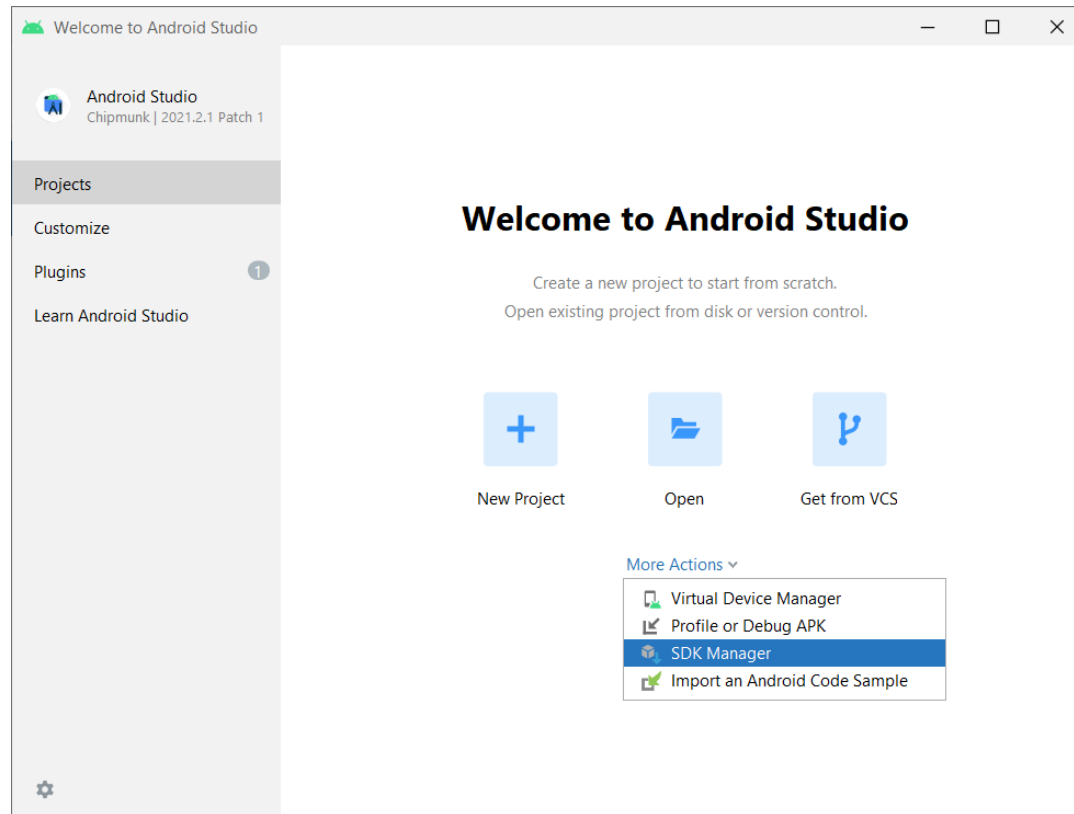 Welcome to Android Studio
Android Studio
Chipmunk | 2021.2.1 Patch 1
Projects
Customize
Plugins 1
Learn Android Studio
Welcome to Android Studio
Create a new project to start from scratch.
Open existing project from disk or version control.
New Project Open Get from VCS
More Actions
Virtual Device Manager
Profile or Debug APK
SDK Manager
Import an Android Code Sample